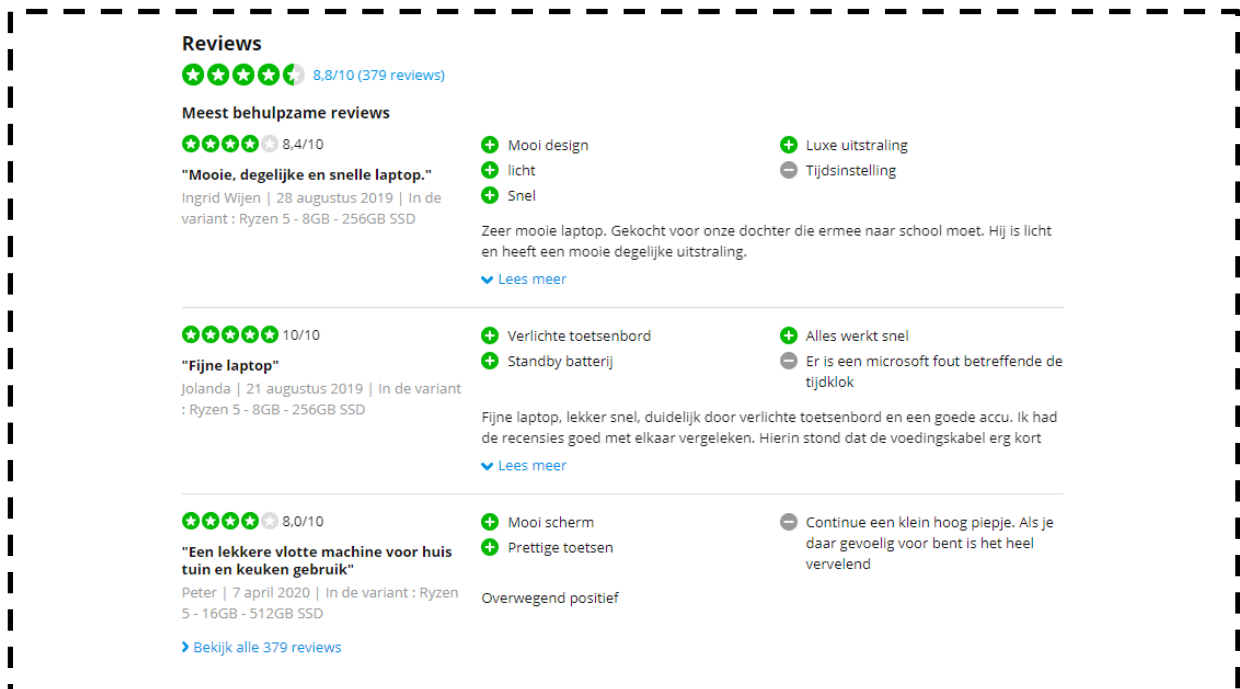 Reviews
8,8/10 (379 reviews)
Meest behulpzame reviews
8,4/10
"Mooie, degelijke en snelle laptop."
Ingrid Wijen | 28 augustus 2019 | In de
variant : Ryzen 5 - 8GB - 256GB SSD
Mooi design
licht
Snel
Luxe uitstraling
Tijdsinstelling
Zeer mooie laptop. Gekocht voor onze dochter die ermee naar school moet. Hij is licht
en heeft een mooie degelijke uitstraling.
Lees meer
10/10
"Fijne laptop"
Jolanda | 21 augustus 2019 | In de variant
: Ryzen 5 - 8GB - 256GB SSD
Verlichte toetsenbord
Standby batterij
Alles werkt snel
Er is een microsoft fout betreffende de
tijdklok
Fijne laptop, lekker snel, duidelijk door verlichte toetsenbord en een goede accu. Ik had
de recensies goed met elkaar vergeleken. Hierin stond dat de voedingskabel erg kort
Lees meer
8,0/10
"Een lekkere vlotte machine voor huis
tuin en keuken gebruik"
Peter | 7 april 2020 | In de variant : Ryzen
5 - 16GB - 512GB SSD
Mooi scherm
Prettige toetsen
Continue een klein hoog piepje. Als je
daar gevoelig voor bent is het heel
vervelend
Overwegend positief
Bekijk alle 379 reviews